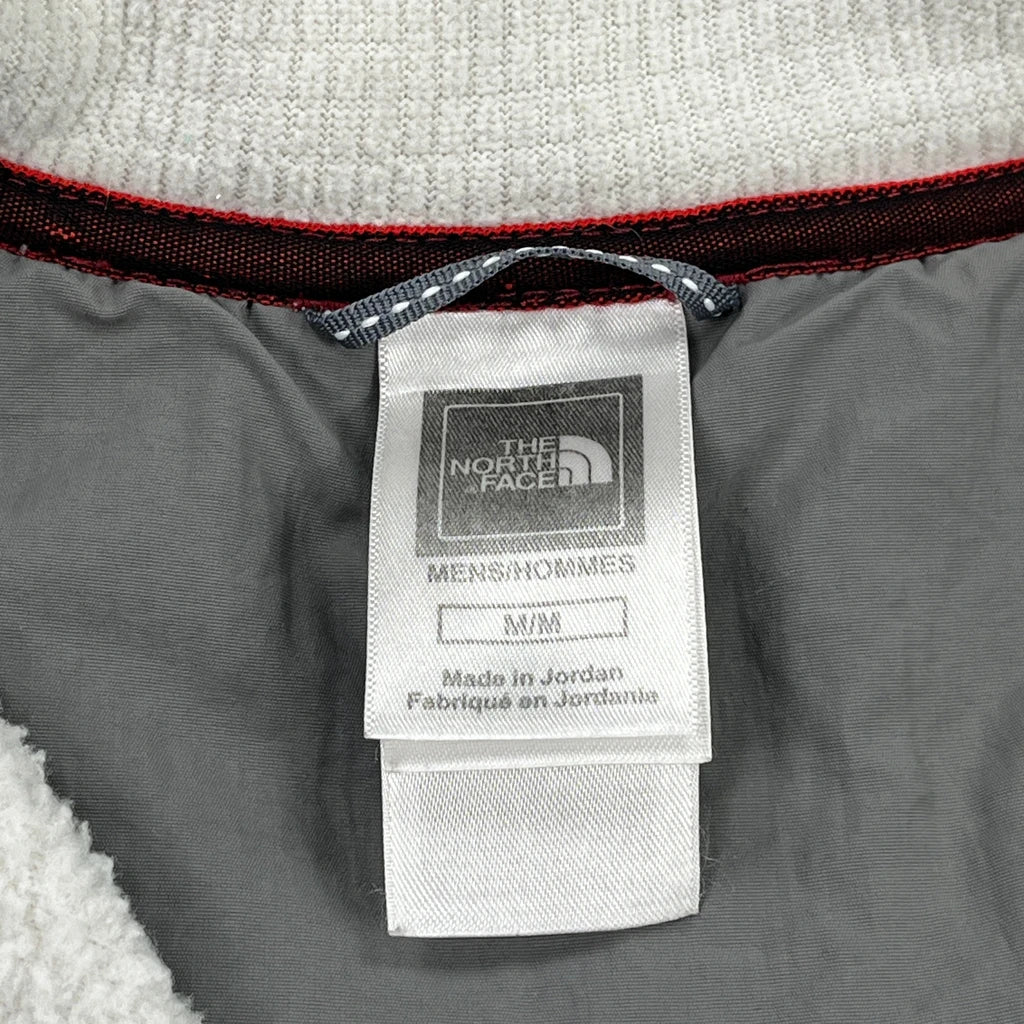 THE
NORTH
FACE
MENS/HOMMES
M/M
Made in Jordan
Fabriqué en Jordanie